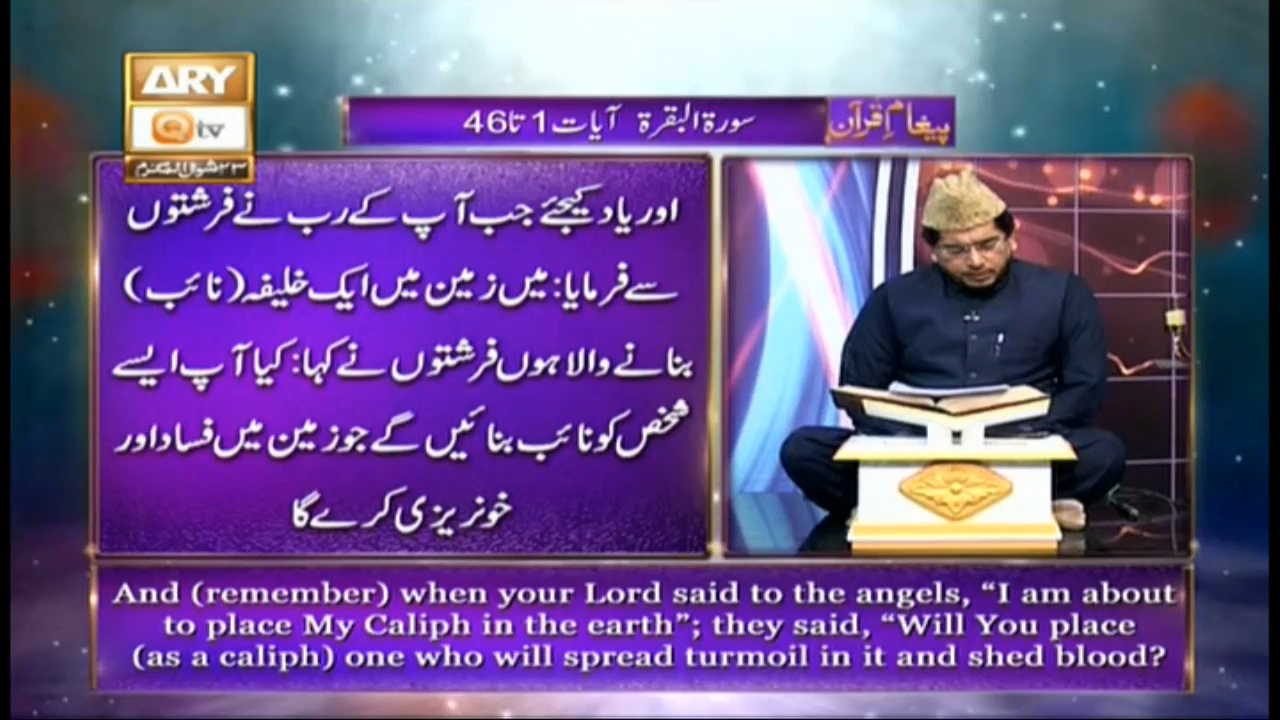 ARY
Qtv
۲۳ شوال المکرم
پیغامِ قرآن
سورۃ البقرۃ آیات 1 تا 46
اور یاد کیجئے جب آپ کے رب نے فرشتوں
سے فرمایا: میں زمین میں ایک خلیفہ (نائب)
بنانے والا ہوں فرشتوں نے کہا: کیا آپ ایسے
شخص کو نائب بنائیں گے جو زمین میں فساد اور
خونریزی کرے گا
And (remember) when your Lord said to the angels, “I am about
to place My Caliph in the earth”; they said, “Will You place
(as a caliph) one who will spread turmoil in it and shed blood?